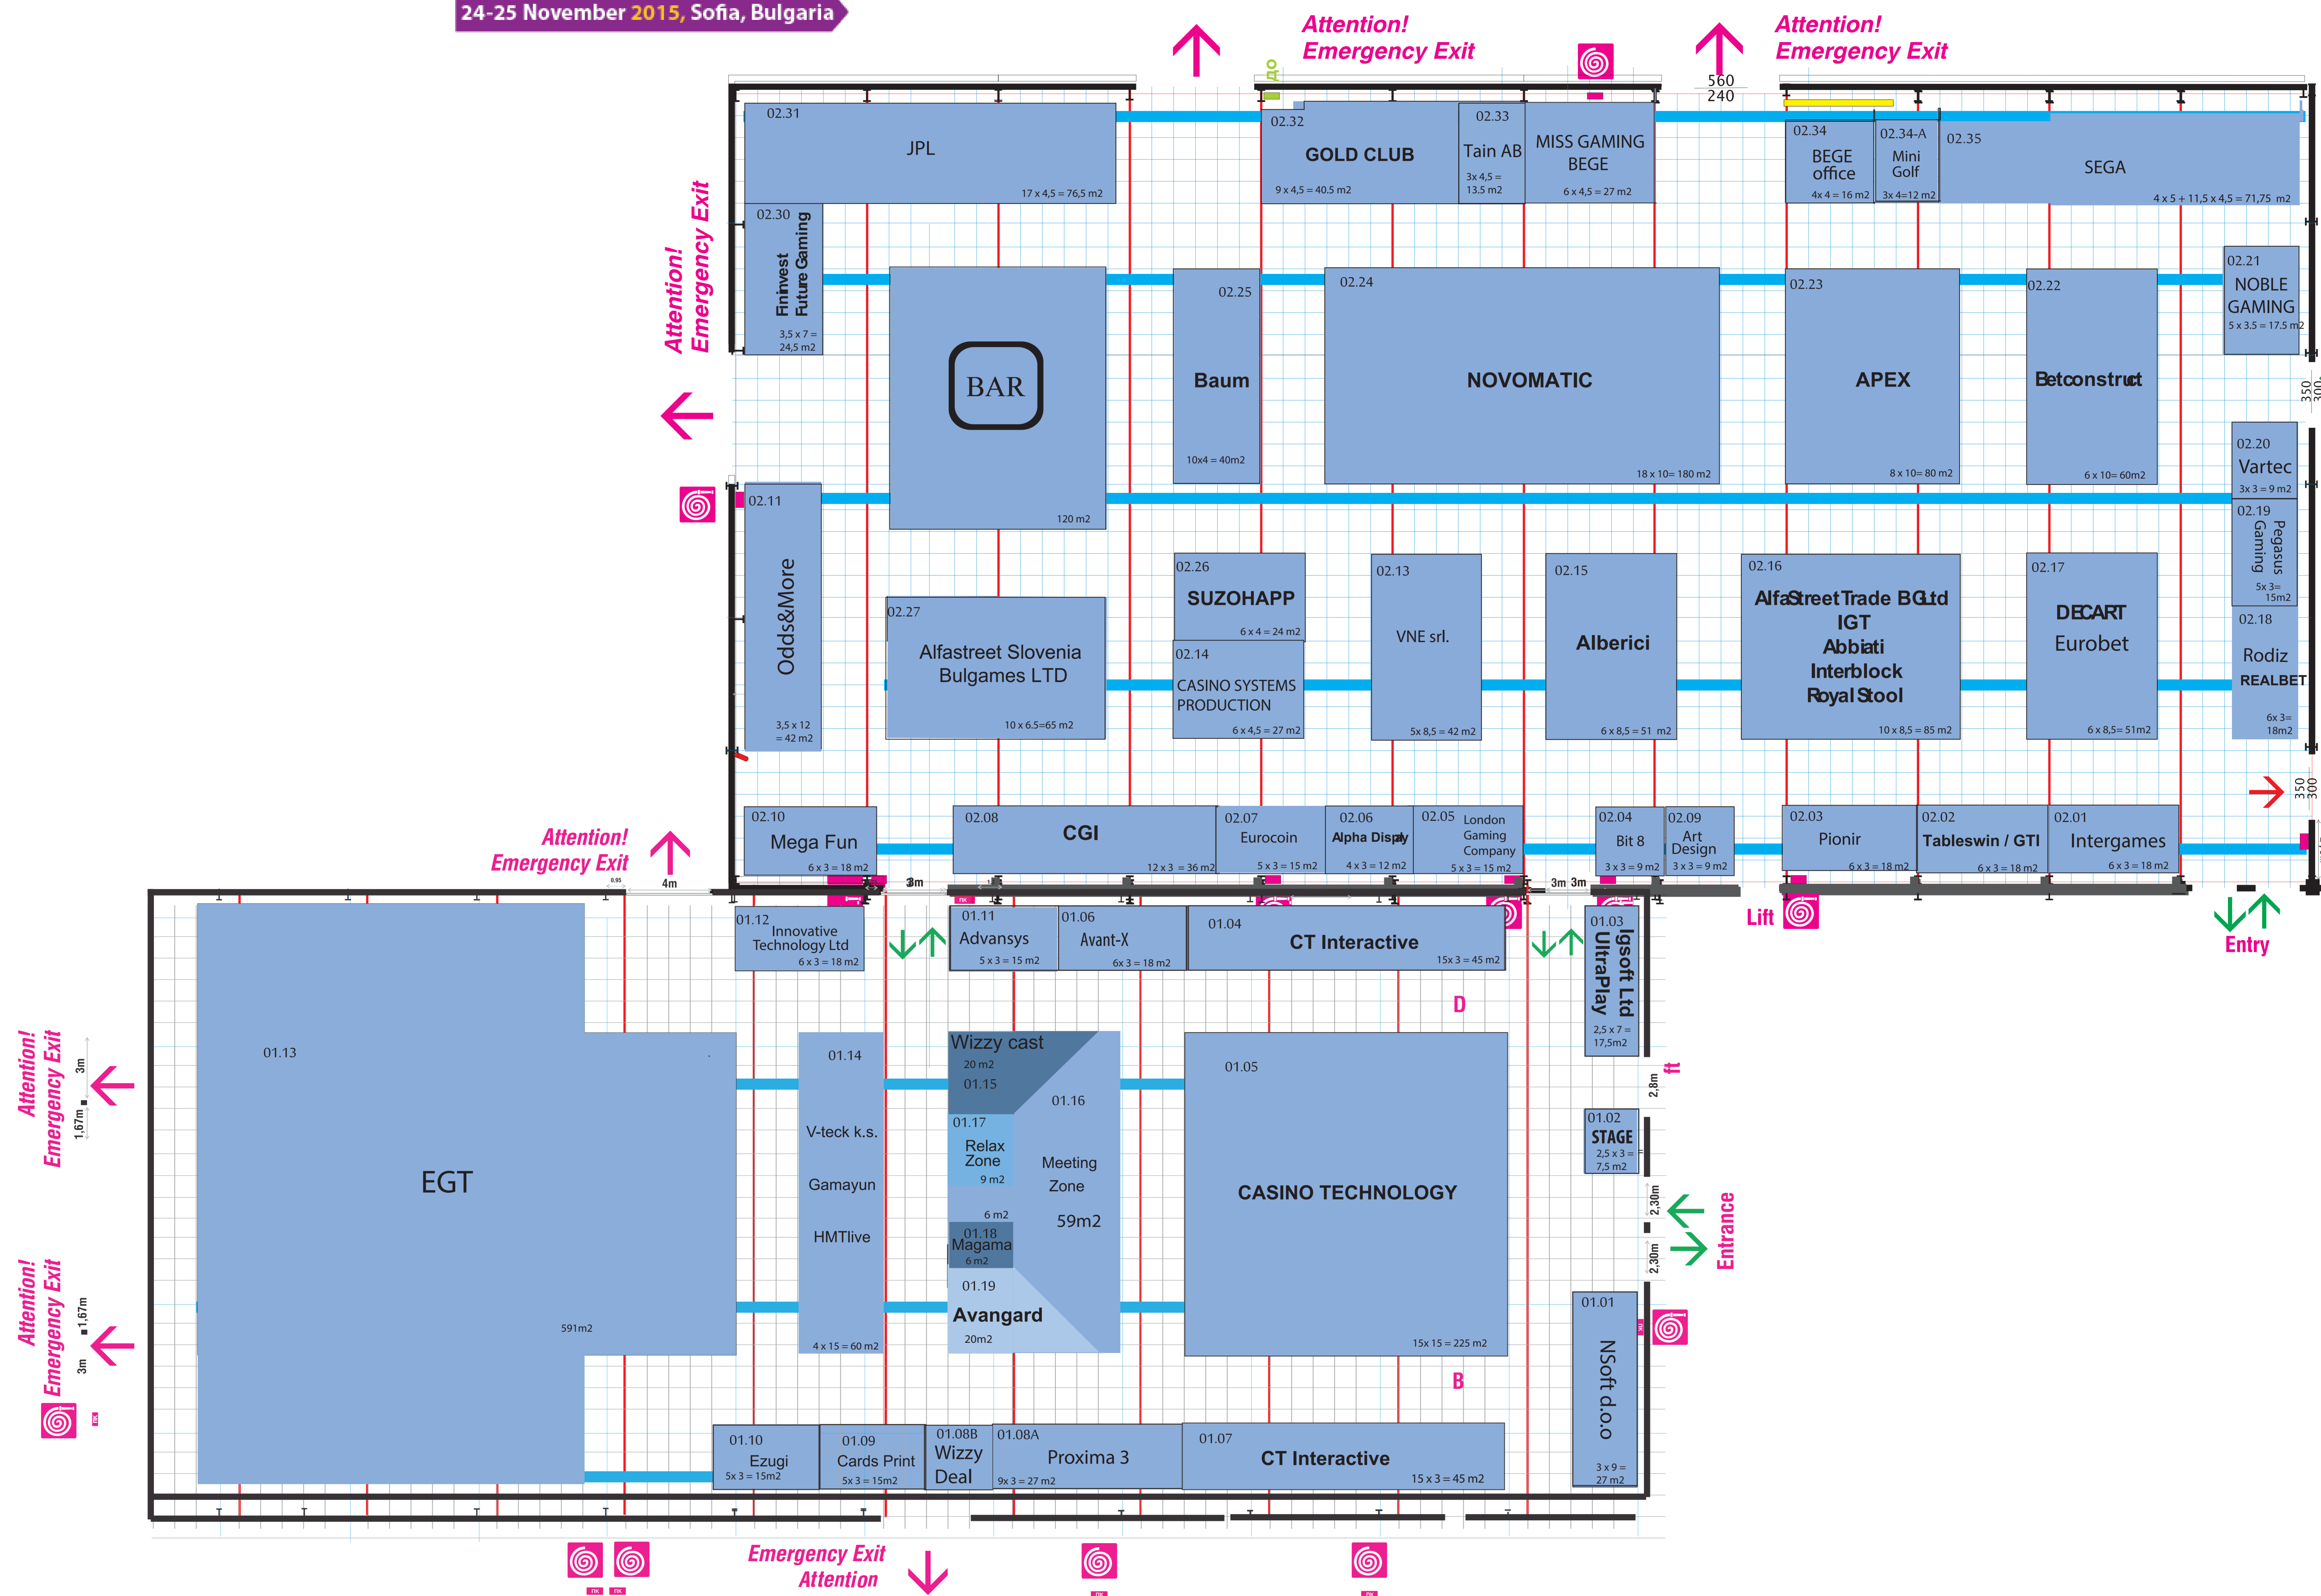 24-25 November 2015, Sofia, Bulgaria
Attention!
Emergency Exit
Attention!
Emergency Exit
до
560
240
02.31
JPL
17 x 4,5 = 76,5 m2
02.32
GOLD CLUB
9 x 4,5 = 40.5 m2
02.33
Tain AB
3x 4,5 =
13.5 m2
MISS GAMING
BEGE
6 x 4,5 = 27 m2
02.34
BEGE
office
4x 4 = 16 m2
02.34-A
Mini
Golf
3x 4=12 m2
02.35
SEGA
4 x 5 + 11,5 x 4,5 = 71,75 m2
Attention!
Emergency Exit
02.30
Fininvest
Future Gaming
3,5 x 7 =
24,5 m2
BAR
120 m2
02.25
Baum
10x4 = 40m2
02.24
NOVOMATIC
18 x 10= 180 m2
02.23
APEX
8 x 10= 80 m2
02.22
Betconstruct
6 x 10= 60m2
02.21
NOBLE
GAMING
5 x 3.5 = 17.5 m2
350
300
02.20
Vartec
3x 3 = 9 m2
02.19
Pegasus
Gaming
5x 3=
15m2
02.18
Rodiz
REALBET
6x 3=
18m2
02.11
Odds&More
3,5 x 12
= 42 m2
02.27
Alfastreet Slovenia
Bulgames LTD
10 x 6.5=65 m2
02.26
SUZOHAPP
6 x 4 = 24 m2
02.14
CASINO SYSTEMS
PRODUCTION
6 x 4,5 = 27 m2
02.13
VNE srl.
5x 8,5 = 42 m2
02.15
Alberici
6 x 8,5 = 51 m2
02.16
AlfaStreet Trade BG Ltd
IGT
Abbiati
Interblock
Royal Stool
10 x 8,5 = 85 m2
02.17
DECART
Eurobet
6 x 8,5= 51m2
350
300
Attention!
Emergency Exit
02.10
Mega Fun
6 x 3 = 18 m2
02.08
CGI
12 x 3 = 36 m2
02.07
Eurocoin
5 x 3 = 15 m2
02.06
Alpha Display
4 x 3 = 12 m2
02.05
London
Gaming
Company
5 x 3 = 15 m2
02.04
Bit 8
3 x 3 = 9 m2
02.09
Art
Design
3 x 3 = 9 m2
02.03
Pionir
6 x 3 = 18 m2
02.02
Tableswin / GTI
6 x 3 = 18 m2
02.01
Intergames
6 x 3 = 18 m2
0.95
4m
3m
3m
3m
Lift
Entry
01.12
Innovative
Technology Ltd
6 x 3 = 18 m2
ПК
01.11
Advansys
5 x 3 = 15 m2
01.06
Avant-X
6x 3 = 18 m2
01.04
CT Interactive
15x 3 = 45 m2
01.03
Igsoft Ltd
UltraPlay
2,5 x 7 =
17,5m2
D
01.13
EGT
591m2
01.14
V-teck k.s.
Gamayun
HMTlive
4 x 15 = 60 m2
Wizzy cast
20 m2
01.15
01.16
Meeting
Zone
59m2
01.17
Relax
Zone
9 m2
6 m2
01.18
Magama
6 m2
01.19
Avangard
20m2
01.05
CASINO TECHNOLOGY
15x 15 = 225 m2
ft
2,8m
01.02
STAGE
2,5 x 3 =
7,5 m2
2,30m
2,30m
Entrance
01.01
NSoft d.o.o
3 x 9 =
27 m2
ПК
B
Attention!
Emergency Exit
3m
1,67m
Attention!
Emergency Exit
1,67m
3m
ПК
01.10
Ezugi
5x 3 = 15m2
01.09
Cards Print
5x 3 = 15m2
01.08B
Wizzy
Deal
01.08A
Proxima 3
9x 3 = 27 m2
01.07
CT Interactive
15 x 3 = 45 m2
Emergency Exit
Attention
ПК
ПК
ПК
ПК